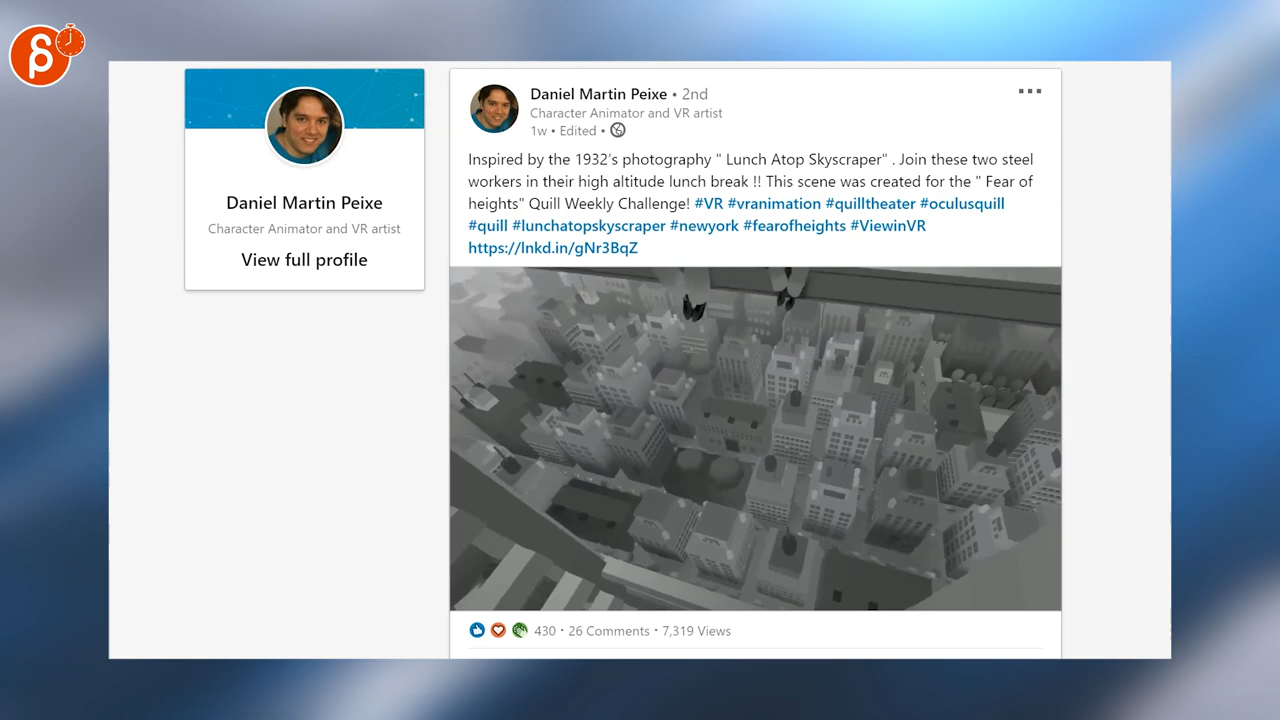 Daniel Martin Peixe
Character Animator and VR artist
View full profile
Daniel Martin Peixe • 2nd
Character Animator and VR artist
1w • Edited •
Inspired by the 1932´s photography " Lunch Atop Skyscraper" . Join these two steel
workers in their high altitude lunch break !! This scene was created for the " Fear of
heights" Quill Weekly Challenge! #VR #vranimation #quilltheater #oculusquill
#quill #lunchatopskyscraper #newyork #fearofheights #ViewinVR
https://lnkd.in/gNr3BqZ
430 · 26 Comments · 7,319 Views